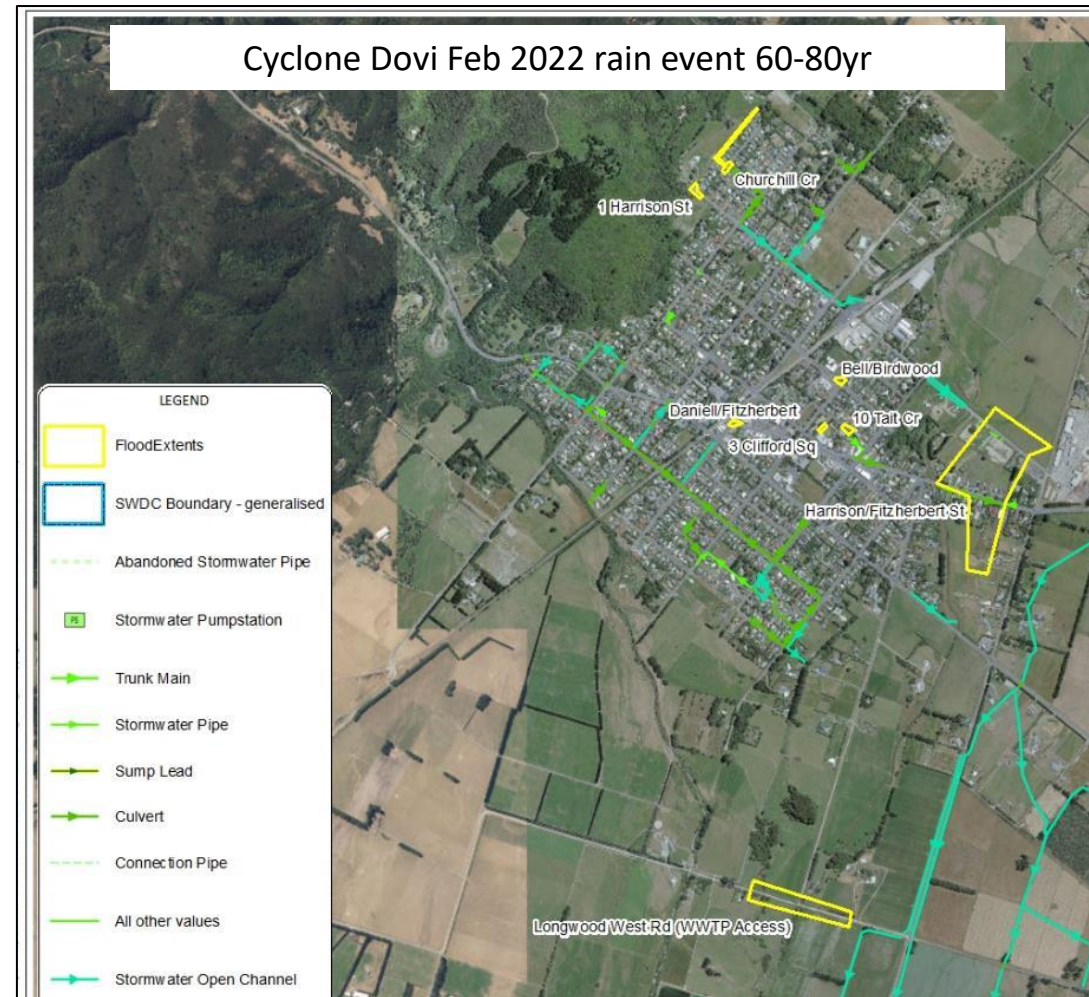 Cyclone Dovi Feb 2022 rain event 60-80yr
Churchill Cr
1 Harrison St
Bell/Birdwood
Daniell/Fitzherbert
10 Tait Cr
3 Clifford Sq
Harrison/Fitzherbert St
Longwood West Rd (WWTP Access)
LEGEND
FloodExtents
SWDC Boundary - generalised
Abandoned Stormwater Pipe
PS
Stormwater Pumpstation
Trunk Main
Stormwater Pipe
Sump Lead
Culvert
Connection Pipe
All other values
Stormwater Open Channel